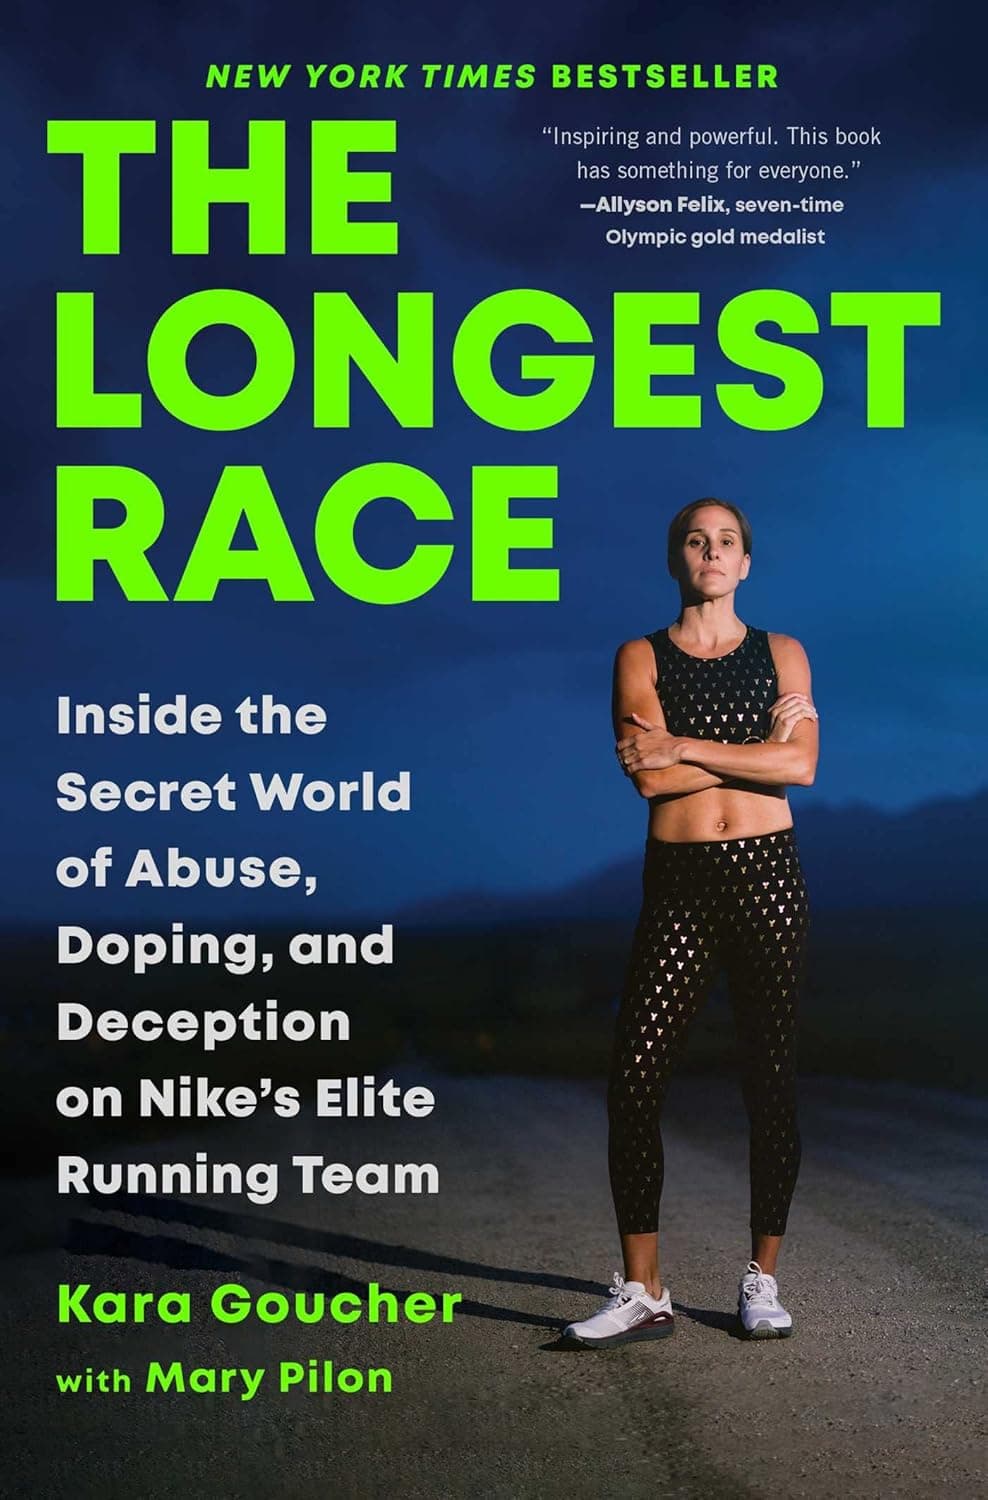 NEW YORK TIMES BESTSELLER
THE
LONGEST
RACE
“Inspiring and powerful. This book
has something for everyone.”
—Allyson Felix, seven-time
Olympic gold medalist
Inside the
Secret World
of Abuse,
Doping, and
Deception
on Nike’s Elite
Running Team
Kara Goucher
with Mary Pilon